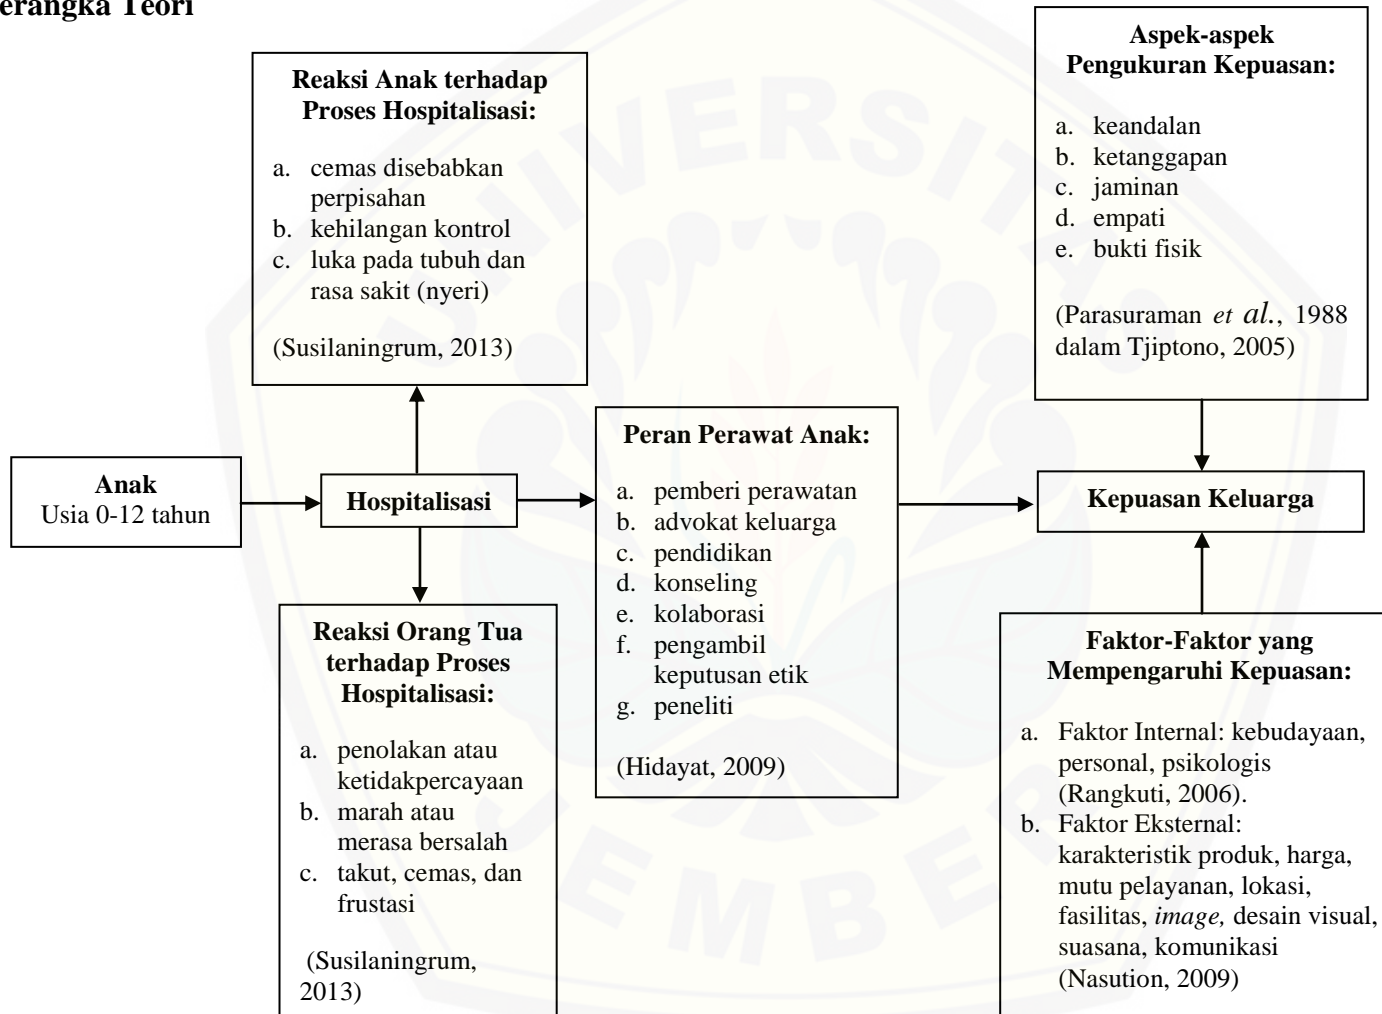 erangka Teori
Reaksi Anak terhadap
Proses Hospitalisasi:
a. cemas disebabkan
perpisahan
b. kehilangan kontrol
c. luka pada tubuh dan
rasa sakit (nyeri)
(Susilaningrum, 2013)
Aspek-aspek
Pengukuran Kepuasan:
a. keandalan
b. ketanggapan
c. jaminan
d. empati
e. bukti fisik
(Parasuraman et al., 1988
dalam Tjiptono, 2005)
Anak
Usia 0-12 tahun
Hospitalisasi
Peran Perawat Anak:
a. pemberi perawatan
b. advokat keluarga
c. pendidikan
d. konseling
e. kolaborasi
f. pengambil
keputusan etik
g. peneliti
(Hidayat, 2009)
Kepuasan Keluarga
Reaksi Orang Tua
terhadap Proses
Hospitalisasi:
a. penolakan atau
ketidakpercayaan
b. marah atau
merasa bersalah
c. takut, cemas, dan
frustasi
(Susilaningrum,
2013)
Faktor-Faktor yang
Mempengaruhi Kepuasan:
a. Faktor Internal: kebudayaan,
personal, psikologis
(Rangkuti, 2006).
b. Faktor Eksternal:
karakteristik produk, harga,
mutu pelayanan, lokasi,
fasilitas, image, desain visual,
suasana, komunikasi
(Nasution, 2009)
UNIVERSITAS
JEMBER